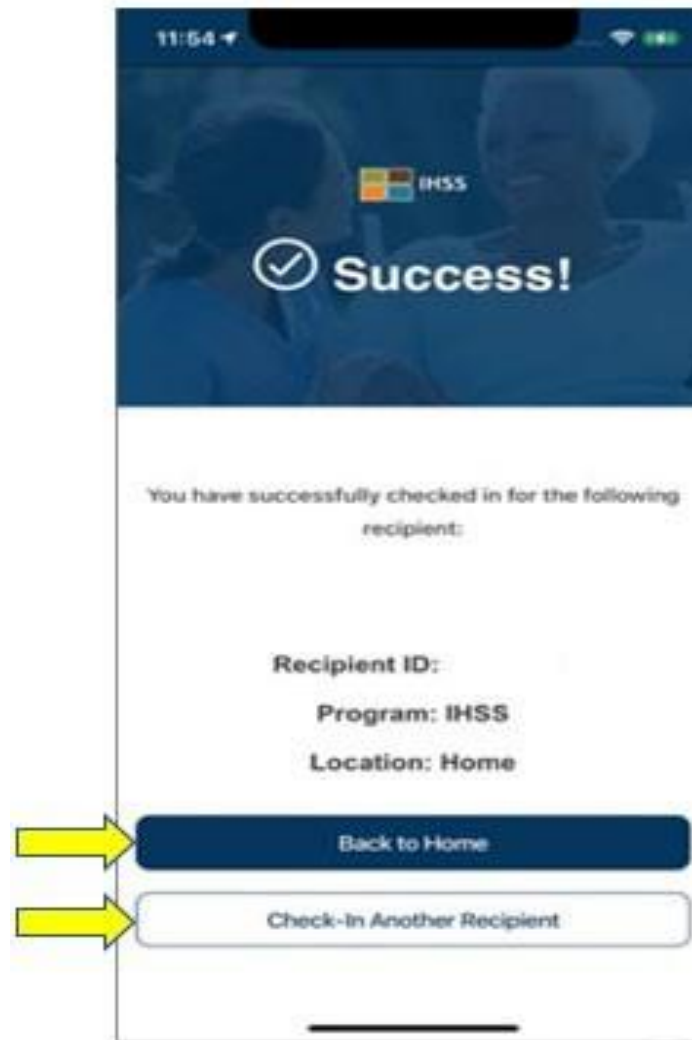 11:54
IHSS
Success!
You have successfully checked in for the following
recipient:
Recipient ID:
Program: IHSS
Location: Home
Back to Home
Check-In Another Recipient